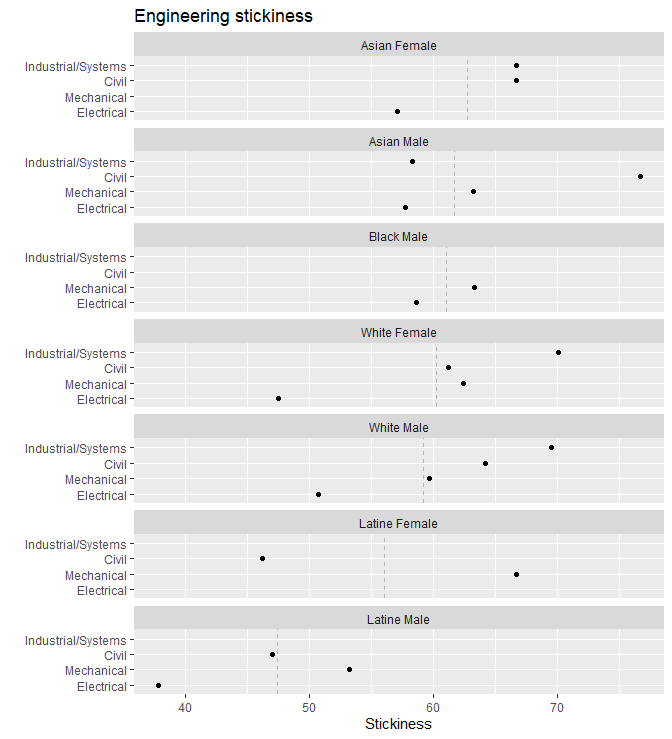 Engineering stickiness
Asian Female
Industrial/Systems
Civil
Mechanical
Electrical
Asian Male
Industrial/Systems
Civil
Mechanical
Electrical
Black Male
Industrial/Systems
Civil
Mechanical
Electrical
White Female
Industrial/Systems
Civil
Mechanical
Electrical
White Male
Industrial/Systems
Civil
Mechanical
Electrical
Latine Female
Industrial/Systems
Civil
Mechanical
Electrical
Latine Male
Industrial/Systems
Civil
Mechanical
Electrical
40 50 60 70
Stickiness